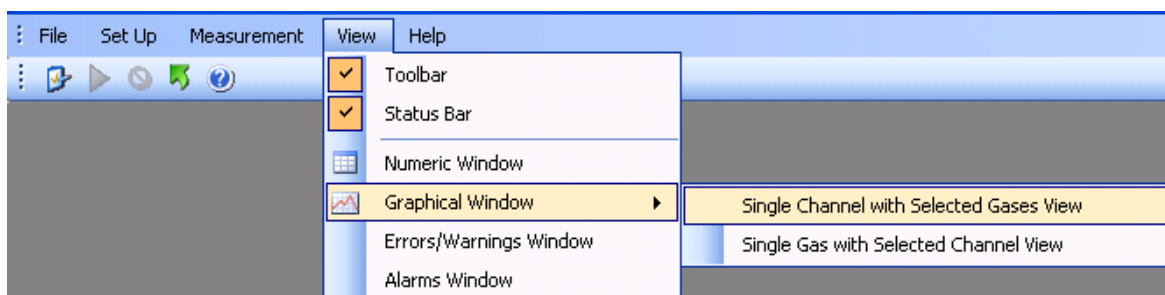 File Set Up Measurement View Help
Toolbar
Status Bar
Numeric Window
Graphical Window
Single Channel with Selected Gases View
Errors/Warnings Window
Single Gas with Selected Channel View
Alarms Window